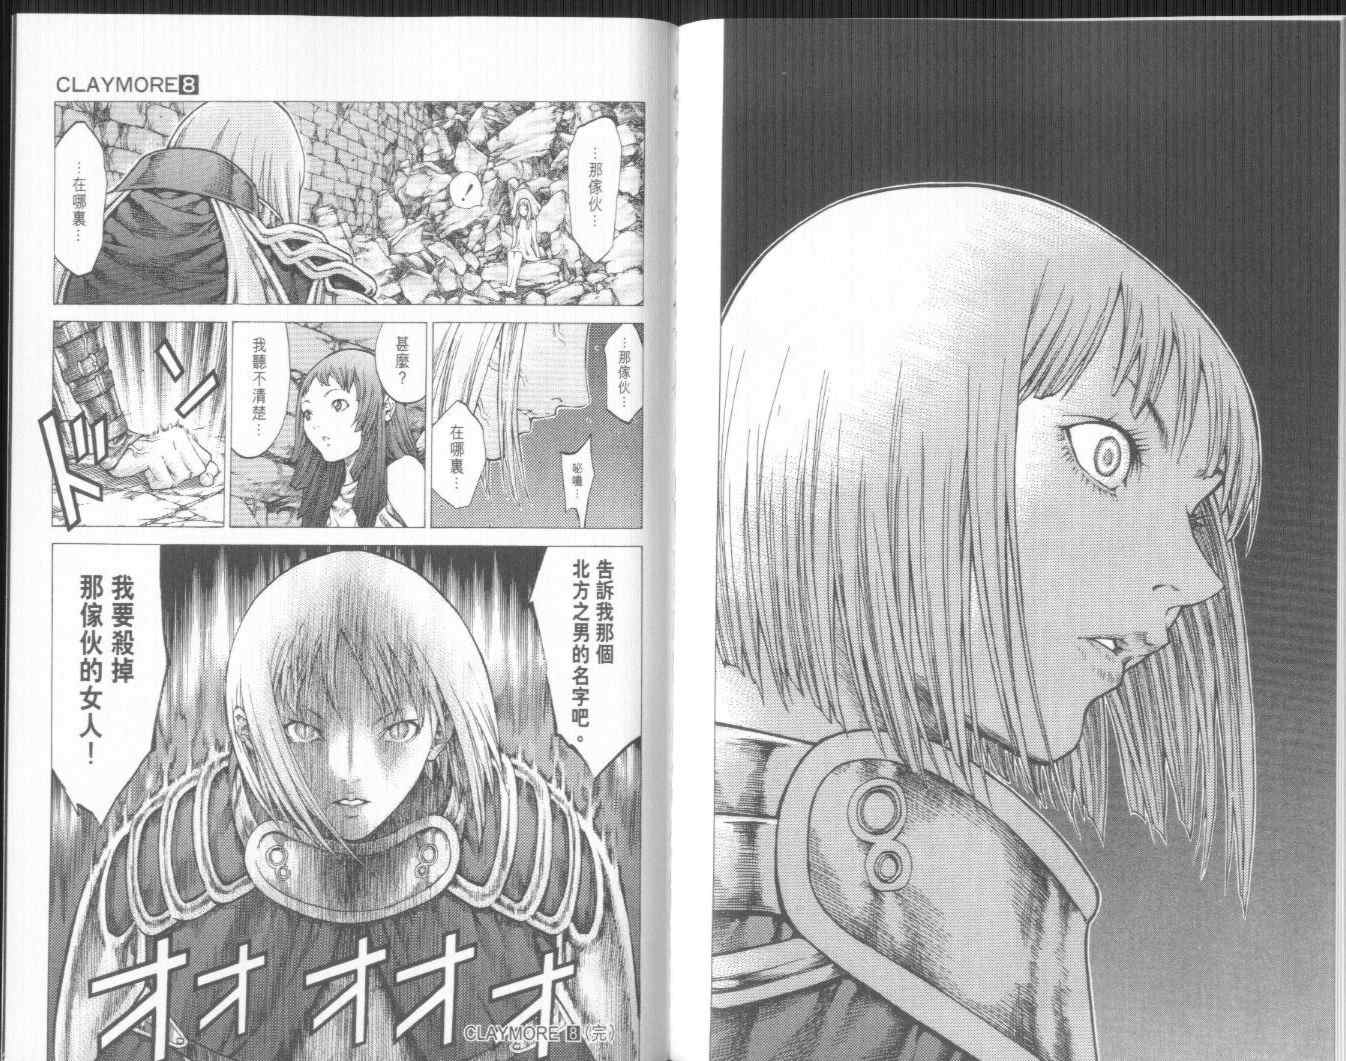 CLAYMORE 8
…那傢伙…
!
…在哪裏…
…那傢伙…
在哪裏…
甚麼？
我聽不清楚…
ドドン
告訴我那個
北方之男的名字吧。
我要殺掉
那傢伙的女人！
オオオオオ
CLAYMORE 8（完）